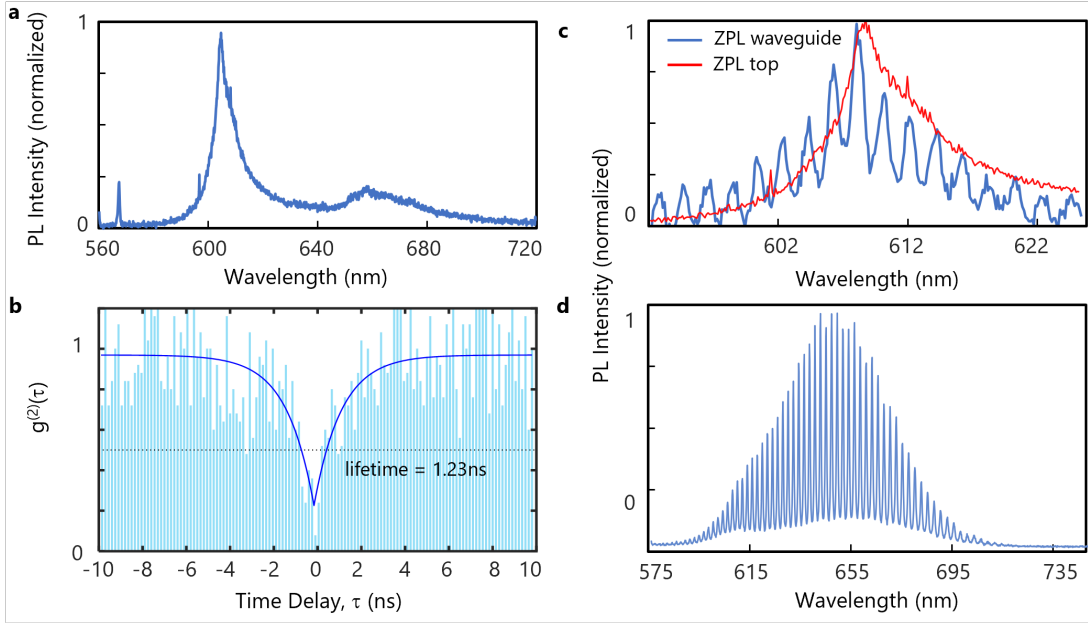 a
PL Intensity (normalized)
1
0
560 600 640 680 720
Wavelength (nm)
b
g(2)(τ)
1
0
lifetime = 1.23ns
-10 -8 -6 -4 -2 0 2 4 6 8 10
Time Delay, τ (ns)
c
PL Intensity (normalized)
1
0
ZPL waveguide
ZPL top
602 612 622
Wavelength (nm)
d
1
0
575 615 655 695 735
Wavelength (nm)